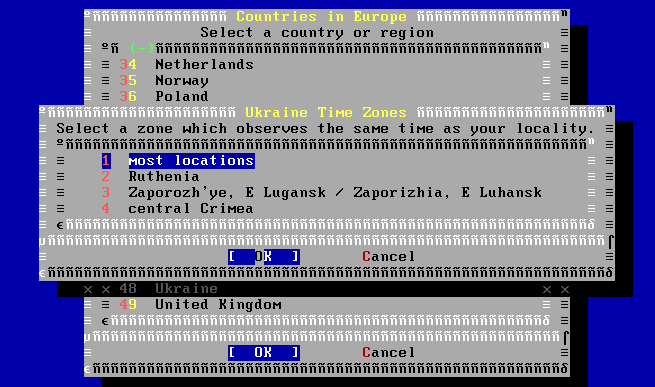 Countries in Europe
Select a country or region
(-)
34 Netherlands
35 Norway
36 Poland
Ukraine Time Zones
Select a zone which observes the same time as your locality.
1 most locations
2 Ruthenia
3 Zaporozh'ye, E Lugansk / Zaporizhia, E Luhansk
4 central Crimea
[ OK ] Cancel
48 Ukraine
49 United Kingdom
[ OK ] Cancel